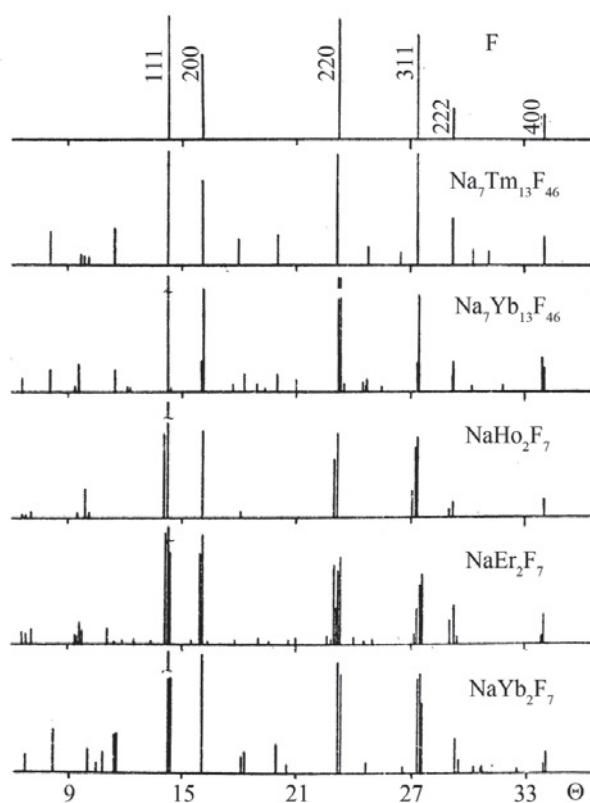 F
111
200
220
311
222
400
Na₇Tm₁₃F₄₆
Na₇Yb₁₃F₄₆
NaHo₂F₇
NaEr₂F₇
NaYb₂F₇
9 15 21 27 33 Θ